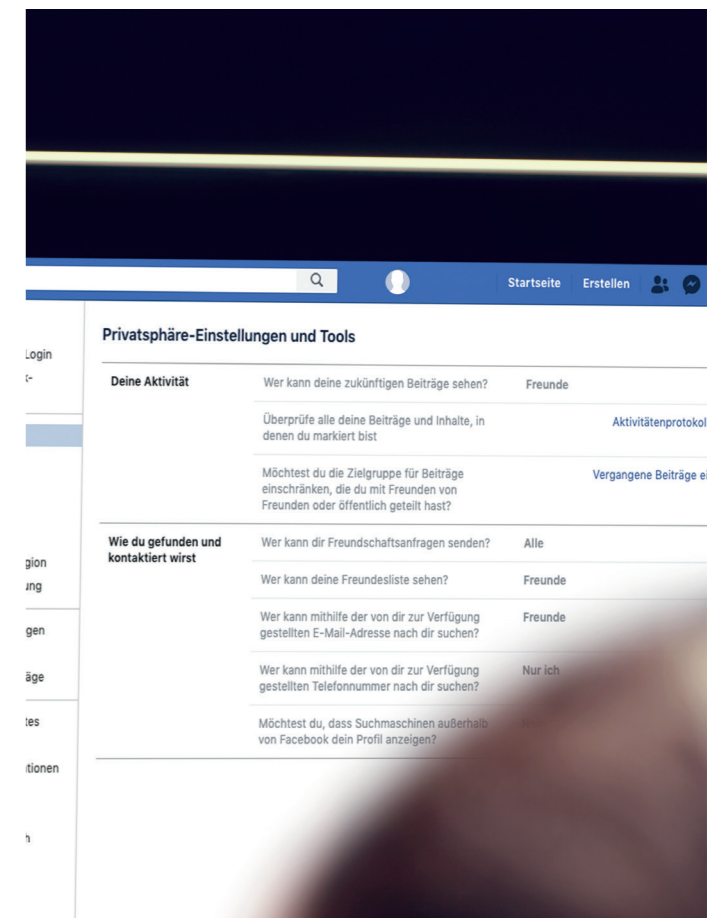 Startseite Erstellen
Privatsphäre-Einstellungen und Tools
Login
Deine Aktivität
Wer kann deine zukünftigen Beiträge sehen?
Freunde
Überprüfe alle deine Beiträge und Inhalte, in
denen du markiert bist
Aktivitätenprotokol
Möchtest du die Zielgruppe für Beiträge
einschränken, die du mit Freunden von
Freunden oder öffentlich geteilt hast?
Vergangene Beiträge ei
Wie du gefunden und
kontaktiert wirst
Wer kann dir Freundschaftsanfragen senden?
Alle
Wer kann deine Freundesliste sehen?
Freunde
Wer kann mithilfe der von dir zur Verfügung
gestellten E-Mail-Adresse nach dir suchen?
Freunde
Wer kann mithilfe der von dir zur Verfügung
gestellten Telefonnummer nach dir suchen?
Nur ich
Möchtest du, dass Suchmaschinen außerhalb
von Facebook dein Profil anzeigen?
gion
ung
gen
äge
tes
tionen
h